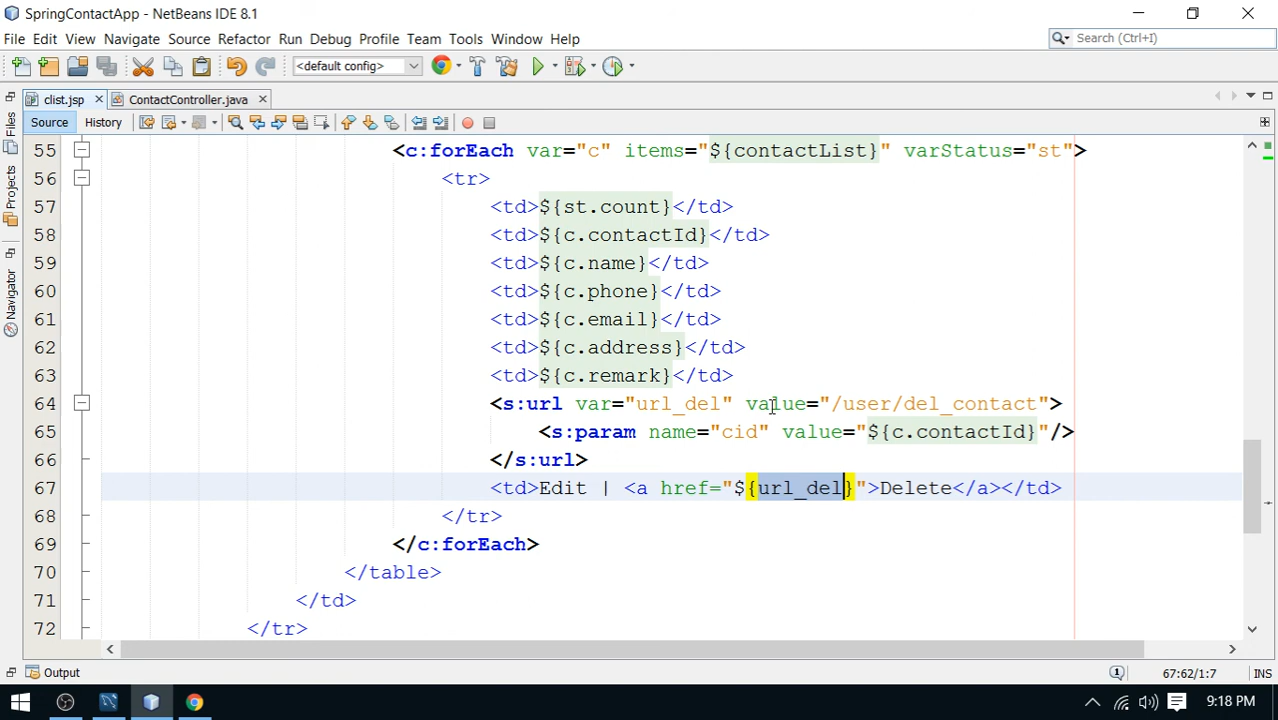 SpringContactApp - NetBeans IDE 8.1
File Edit View Navigate Source Refactor Run Debug Profile Team Tools Window Help
Search (Ctrl+I)
<default config>
clist.jsp ContactController.java
Source History
Files
Projects
Navigator
55 <c:forEach var="c" items="${contactList}" varStatus="st">
56 <tr>
57 <td>${st.count}</td>
58 <td>${c.contactId}</td>
59 <td>${c.name}</td>
60 <td>${c.phone}</td>
61 <td>${c.email}</td>
62 <td>${c.address}</td>
63 <td>${c.remark}</td>
64 <s:url var="url_del" value="/user/del_contact">
65 <s:param name="cid" value="${c.contactId}"/>
66 </s:url>
67 <td>Edit | <a href="${url_del}">Delete</a></td>
68 </tr>
69 </c:forEach>
70 </table>
71 </td>
72 </tr>
Output
1
67:62/1:7
INS
9:18 PM